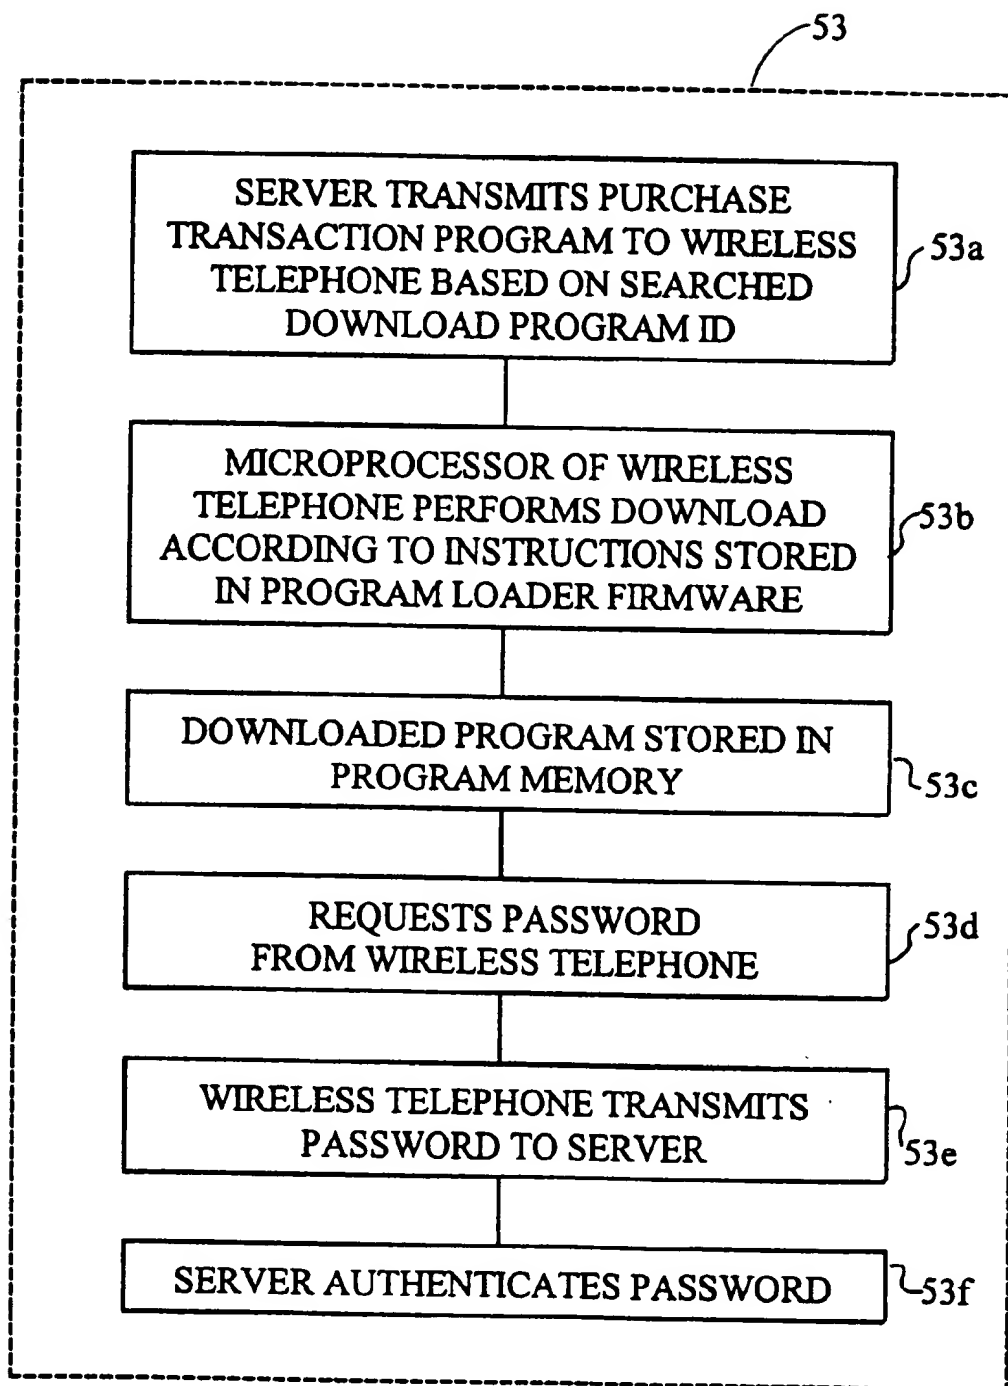 53
SERVER TRANSMITS PURCHASE
TRANSACTION PROGRAM TO WIRELESS
TELEPHONE BASED ON SEARCHED
DOWNLOAD PROGRAM ID
53a
MICROPROCESSOR OF WIRELESS
TELEPHONE PERFORMS DOWNLOAD
ACCORDING TO INSTRUCTIONS STORED
IN PROGRAM LOADER FIRMWARE
53b
DOWNLOADED PROGRAM STORED IN
PROGRAM MEMORY
53c
REQUESTS PASSWORD
FROM WIRELESS TELEPHONE
53d
WIRELESS TELEPHONE TRANSMITS
PASSWORD TO SERVER
53e
SERVER AUTHENTICATES PASSWORD
53f